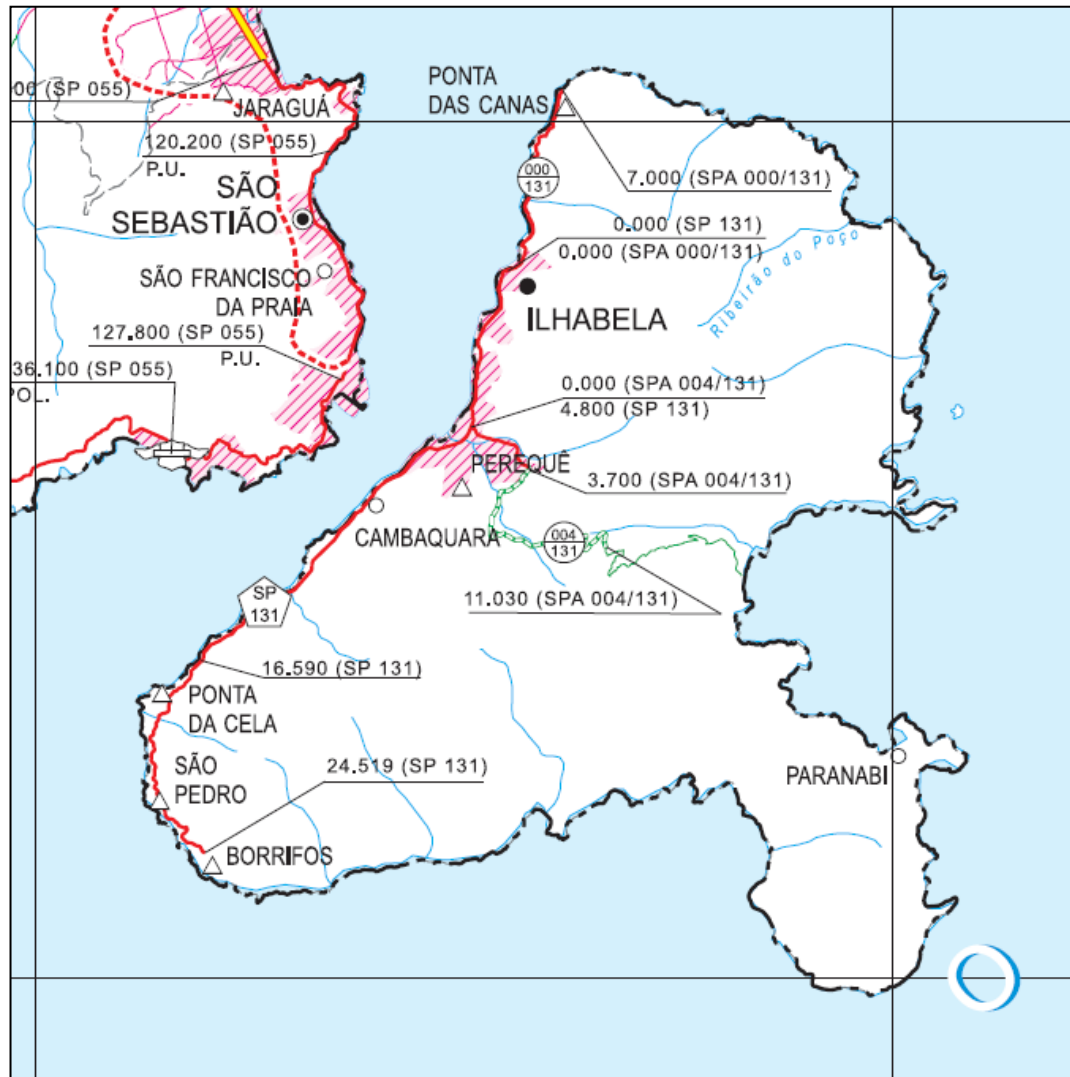 PONTA
DAS CANAS
06 (SP 055)
JARAGUÁ
120.200 (SP 055)
P.U.
000
131
7.000 (SPA 000/131)
SÃO
SEBASTIÃO
0.000 (SP 131)
0.000 (SPA 000/131)
Ribeirão do Poço
SÃO FRANCISCO
DA PRAIA
ILHABELA
127.800 (SP 055)
P.U.
36.100 (SP 055)
POL.
0.000 (SPA 004/131)
4.800 (SP 131)
PEREQUÊ
3.700 (SPA 004/131)
CAMBAQUARA
004
131
SP
131
11.030 (SPA 004/131)
16.590 (SP 131)
PONTA
DA CELA
SÃO
PEDRO
24.519 (SP 131)
PARANABI
BORRIFOS